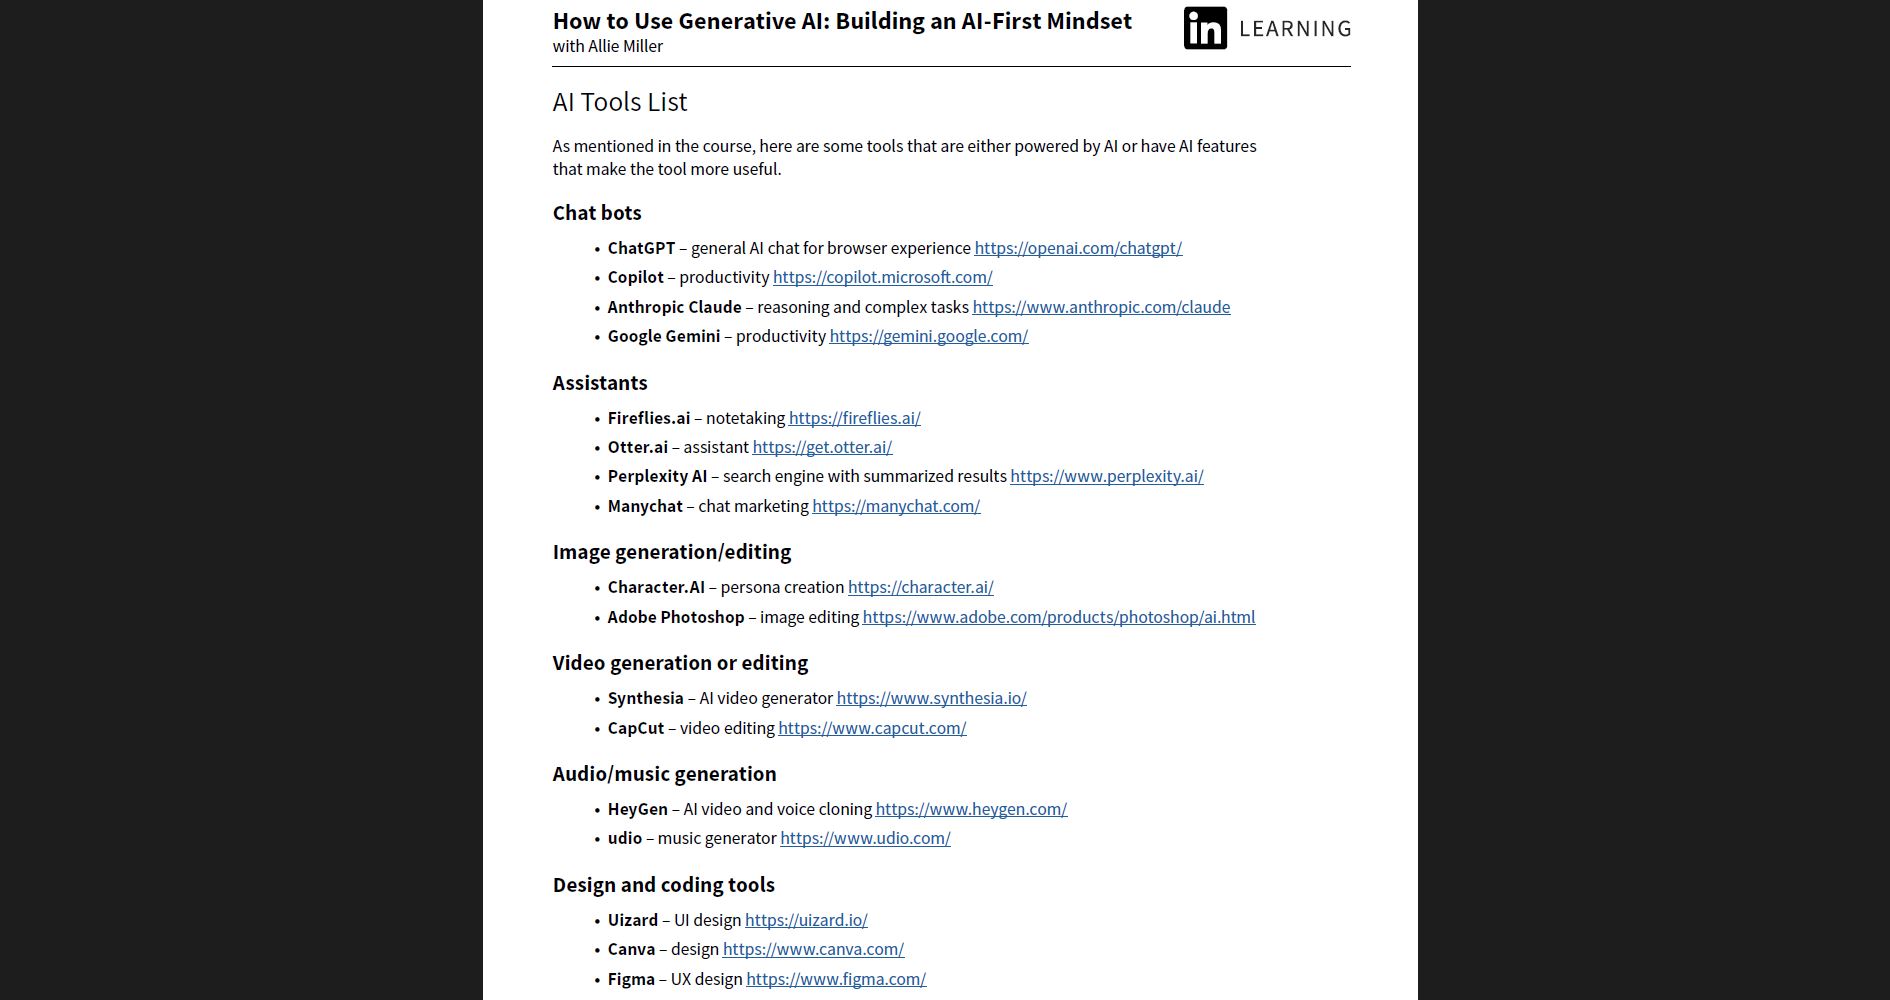 How to Use Generative AI: Building an AI-First Mindset
with Allie Miller
in LEARNING
AI Tools List
As mentioned in the course, here are some tools that are either powered by AI or have AI features
that make the tool more useful.
Chat bots
• ChatGPT – general AI chat for browser experience https://openai.com/chatgpt/
• Copilot – productivity https://copilot.microsoft.com/
• Anthropic Claude – reasoning and complex tasks https://www.anthropic.com/claude
• Google Gemini – productivity https://gemini.google.com/
Assistants
• Fireflies.ai – notetaking https://fireflies.ai/
• Otter.ai – assistant https://get.otter.ai/
• Perplexity AI – search engine with summarized results https://www.perplexity.ai/
• Manychat – chat marketing https://manychat.com/
Image generation/editing
• Character.AI – persona creation https://character.ai/
• Adobe Photoshop – image editing https://www.adobe.com/products/photoshop/ai.html
Video generation or editing
• Synthesia – AI video generator https://www.synthesia.io/
• CapCut – video editing https://www.capcut.com/
Audio/music generation
• HeyGen – AI video and voice cloning https://www.heygen.com/
• udio – music generator https://www.udio.com/
Design and coding tools
• Uizard – UI design https://uizard.io/
• Canva – design https://www.canva.com/
• Figma – UX design https://www.figma.com/